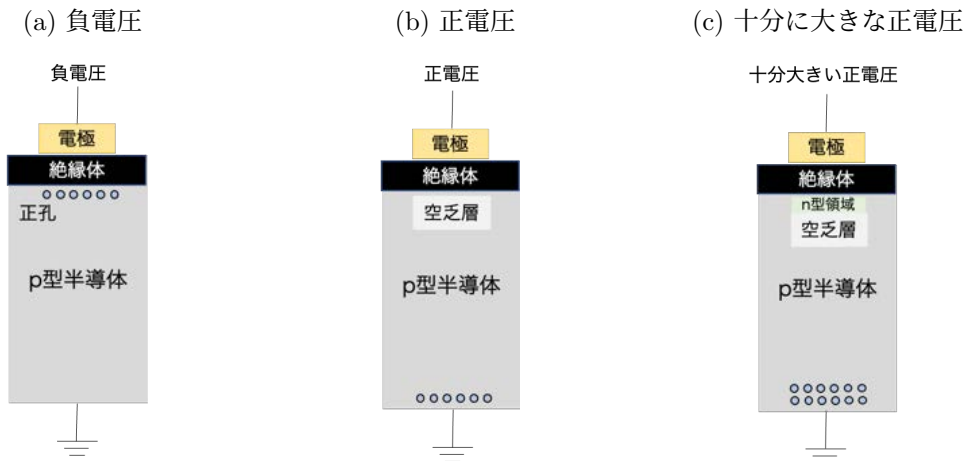 (a) 負電圧
(b) 正電圧
(c) 十分に大きな正電圧
負電圧
電極
絶縁体
正孔
p型半導体
正電圧
電極
絶縁体
空乏層
p型半導体
十分大きい正電圧
電極
絶縁体
n型領域
空乏層
p型半導体